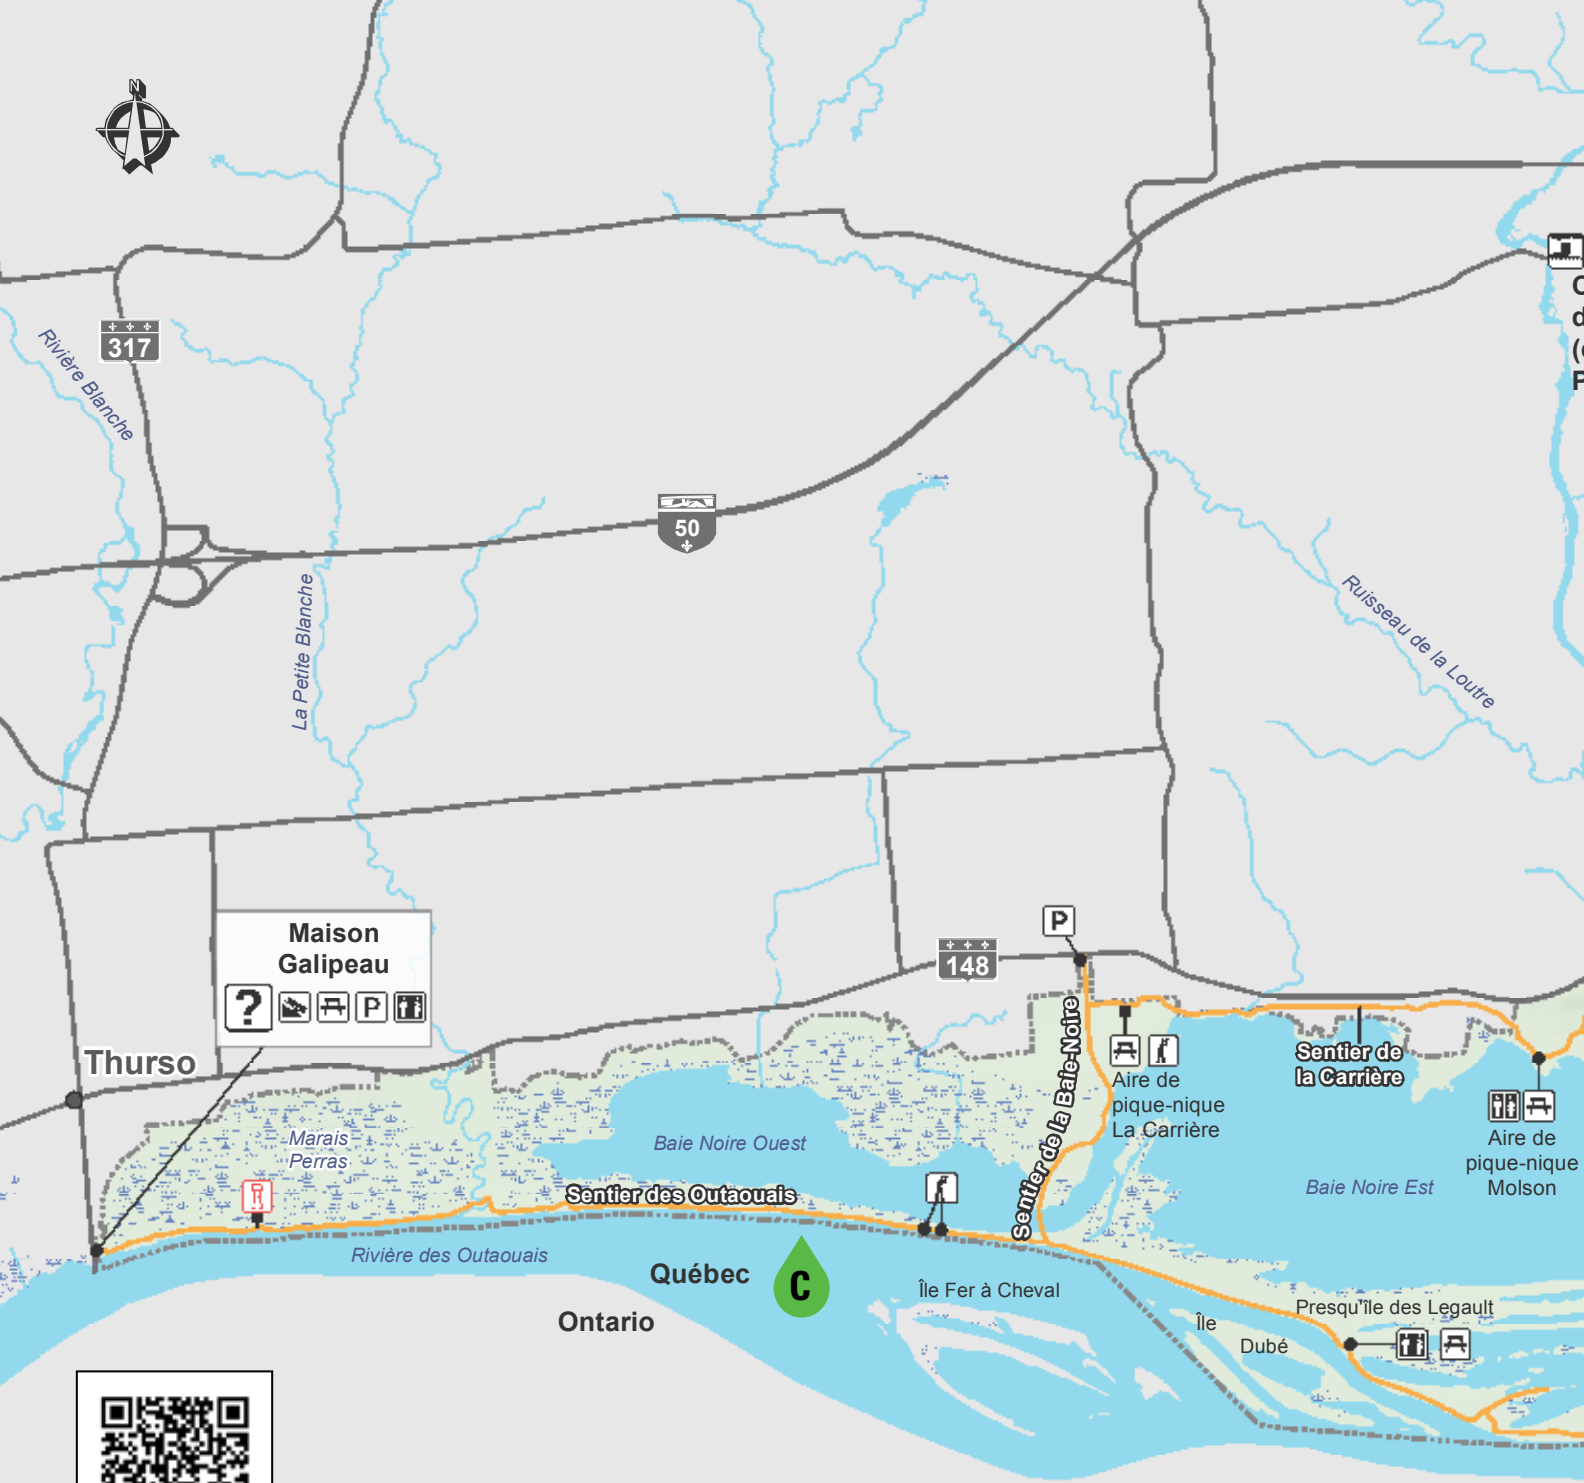 N
317
Rivière Blanche
C
d
(
P
50
La Petite Blanche
Ruisseau de la Loutre
P
148
Maison
Galipeau
?
P
Thurso
Sentier de la Baie-Noire
Sentier de
la Carrière
Aire de
pique-nique
La Carrière
Marais
Perras
Baie Noire Ouest
Aire de
pique-nique
Molson
Sentier des Outaouais
Baie Noire Est
Rivière des Outaouais
Québec
C
Île Fer à Cheval
Ontario
Presqu'île des Legault
Île
Dubé